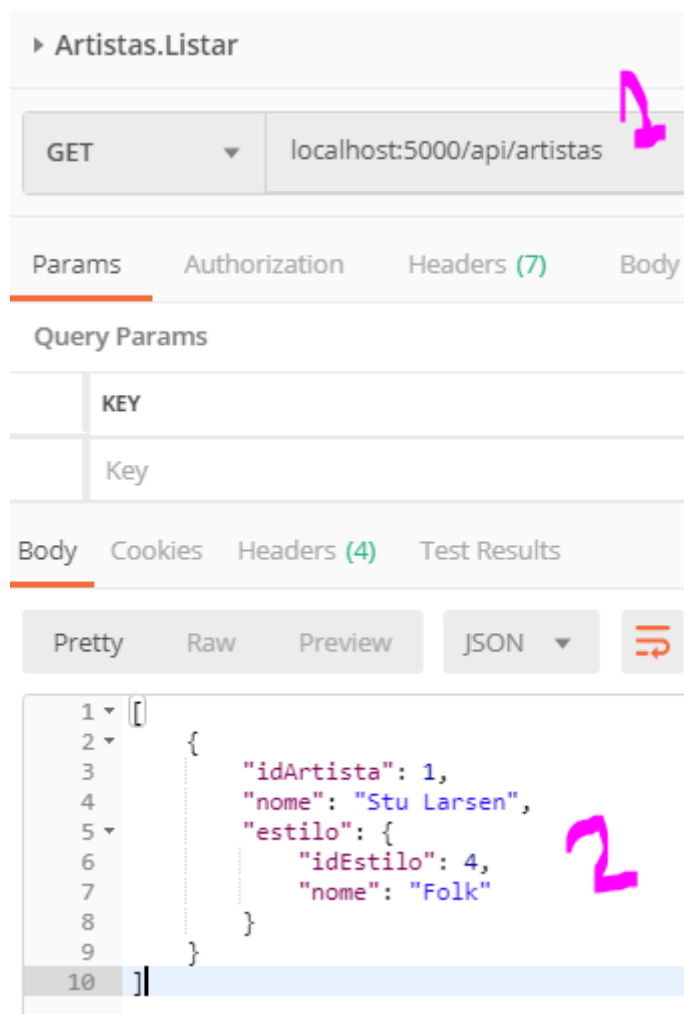 Artistas.Listar
1
GET localhost:5000/api/artistas
Params Authorization Headers (7) Body
Query Params
KEY
Key
Body Cookies Headers (4) Test Results
Pretty Raw Preview JSON
1 [
2 {
3 "idArtista": 1,
4 "nome": "Stu Larsen",
5 "estilo": {
6 "idEstilo": 4,
7 "nome": "Folk"
8 }
9 }
10 ]
2